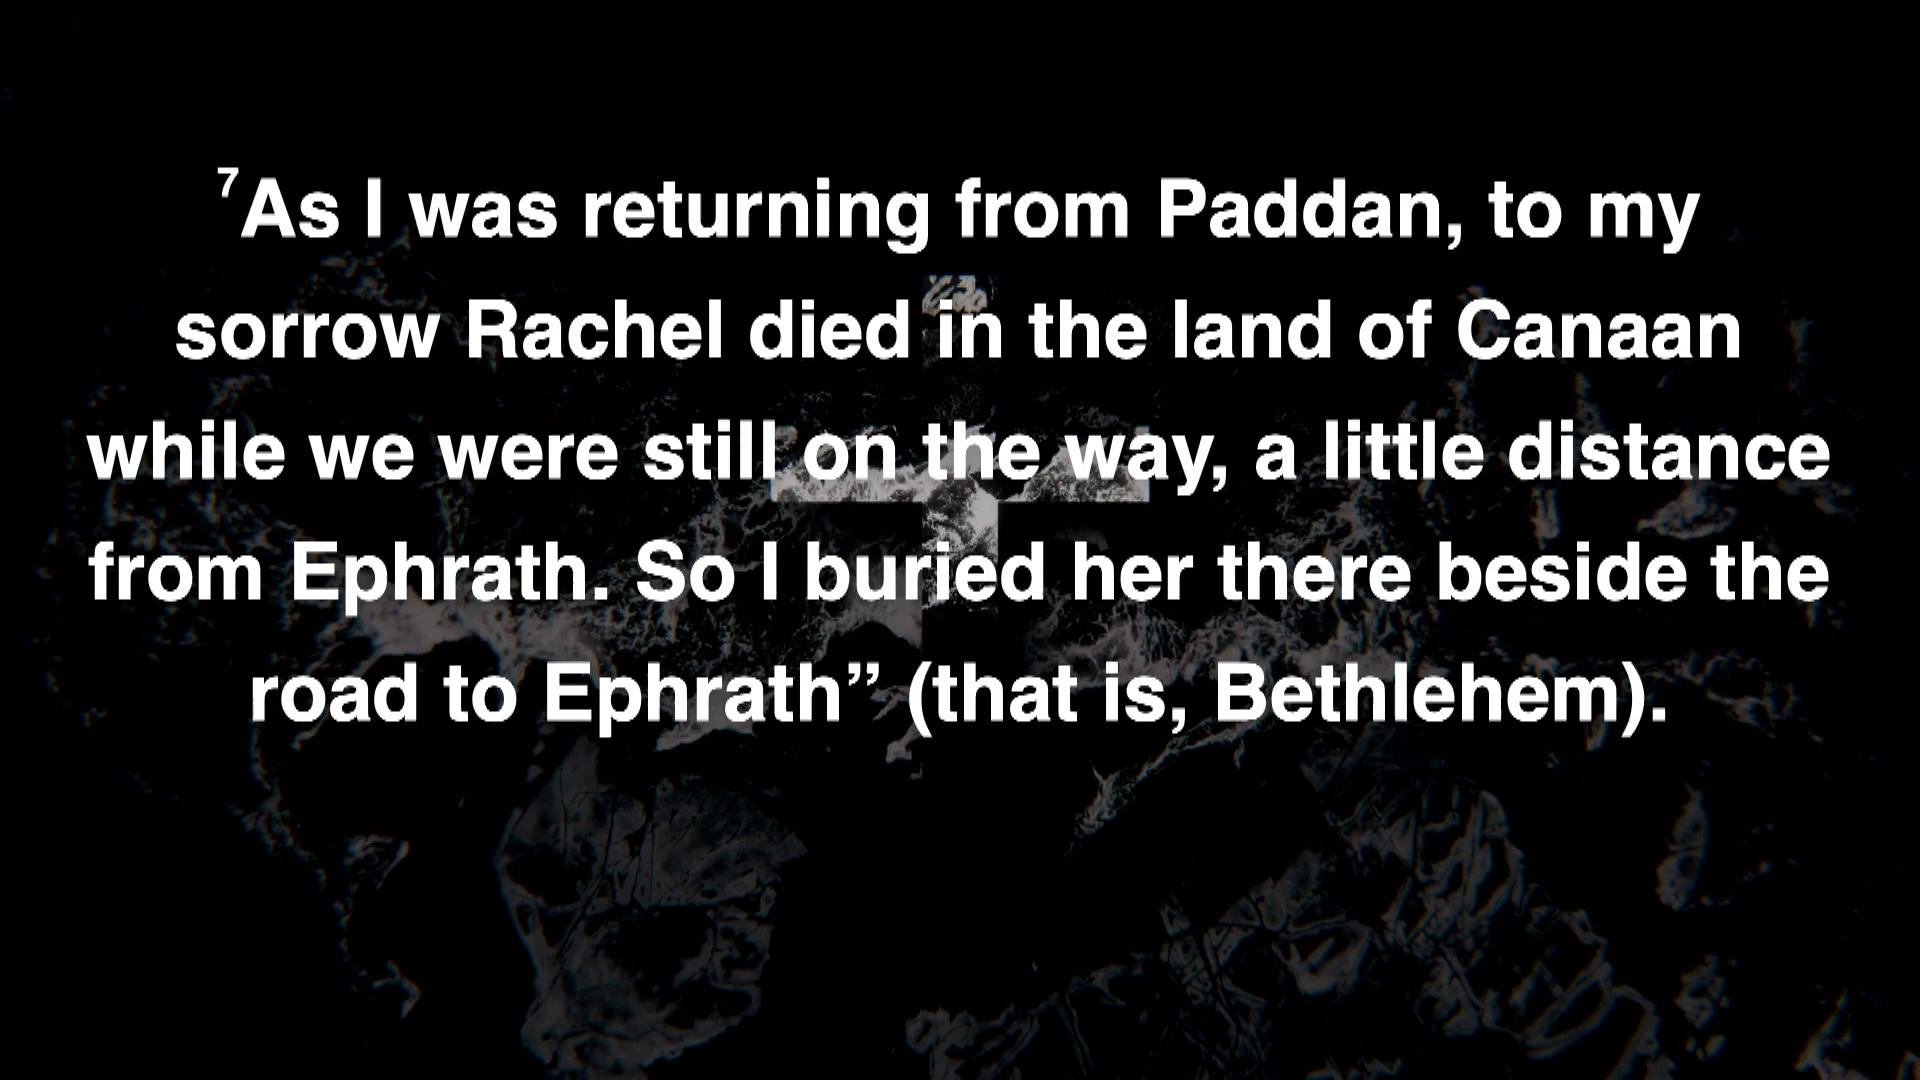 ⁷As I was returning from Paddan, to my
sorrow Rachel died in the land of Canaan
while we were still on the way, a little distance
from Ephrath. So I buried her there beside the
road to Ephrath” (that is, Bethlehem).